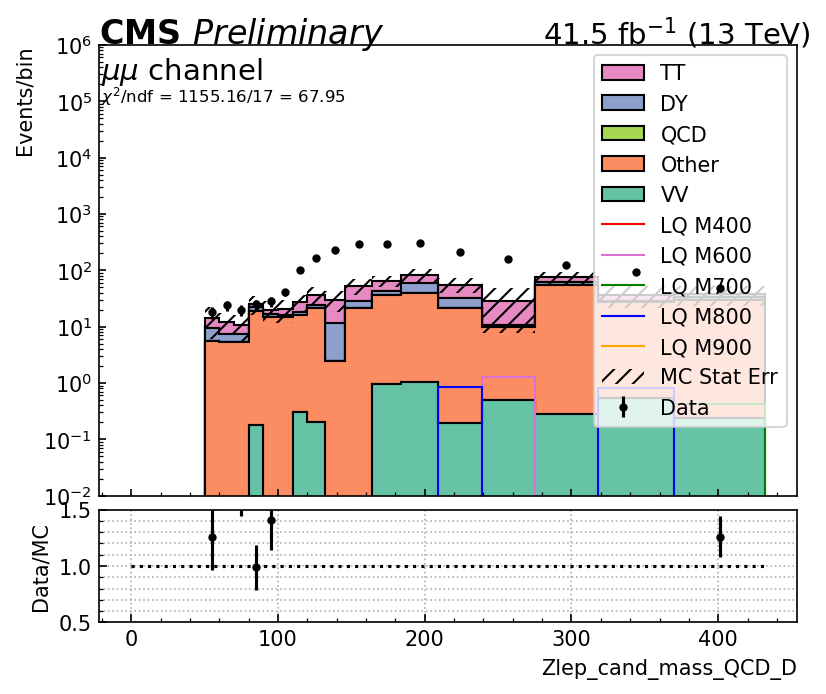 CMS Preliminary 41.5 fb⁻¹ (13 TeV)
μμ channel
χ²/ndf = 1155.16/17 = 67.95
Events/bin
10⁶
10⁵
10⁴
10³
10²
10¹
10⁰
10⁻¹
10⁻²
TT
DY
QCD
Other
VV
LQ M400
LQ M600
LQ M700
LQ M800
LQ M900
MC Stat Err
Data
Data/MC
1.5
1.0
0.5
0 100 200 300 400
Zlep_cand_mass_QCD_D